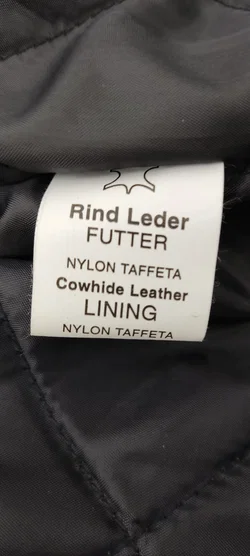 Rind Leder
FUTTER
NYLON TAFFETA
Cowhide Leather
LINING
NYLON TAFFETA